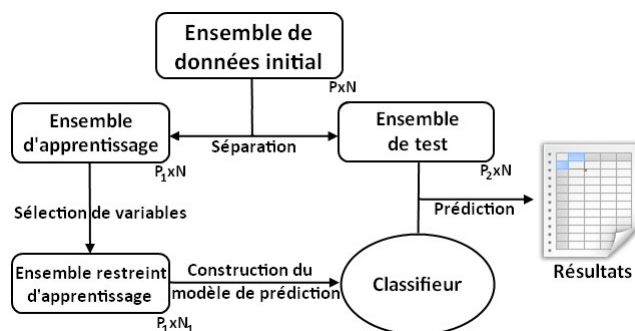 Ensemble de
données initial
PxN
Ensemble
d'apprentissage
P₁xN
Séparation
Ensemble
de test
P₂xN
Sélection de variables
Prédiction
Résultats
Ensemble restreint
d'apprentissage
P₁xN₁
Construction du
modèle de prédiction
Classifieur